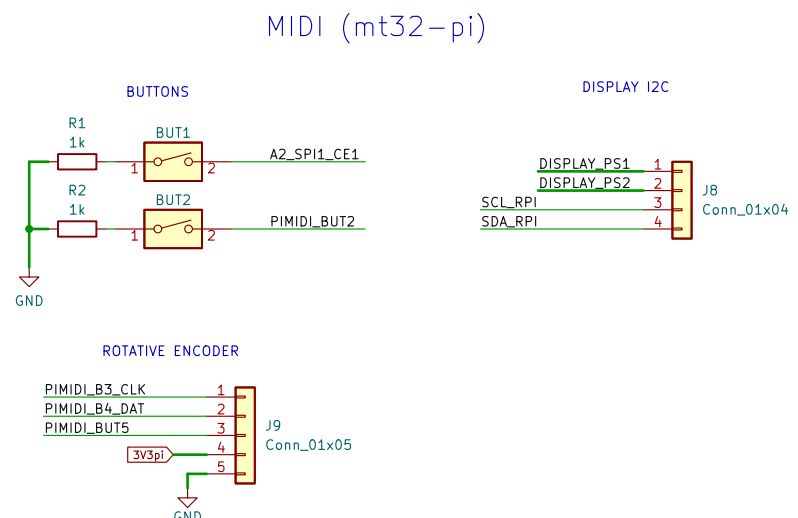 MIDI (mt32-pi)
BUTTONS
R1
1k
BUT1
1
2
A2_SPI1_CE1
R2
1k
BUT2
1
2
PIMIDI_BUT2
GND
DISPLAY I2C
DISPLAY_PS1
1
DISPLAY_PS2
2
SCL_RPI
3
SDA_RPI
4
J8
Conn_01x04
ROTATIVE ENCODER
PIMIDI_B3_CLK
1
PIMIDI_B4_DAT
2
PIMIDI_BUT5
3
3V3pi
4
5
J9
Conn_01x05
GND